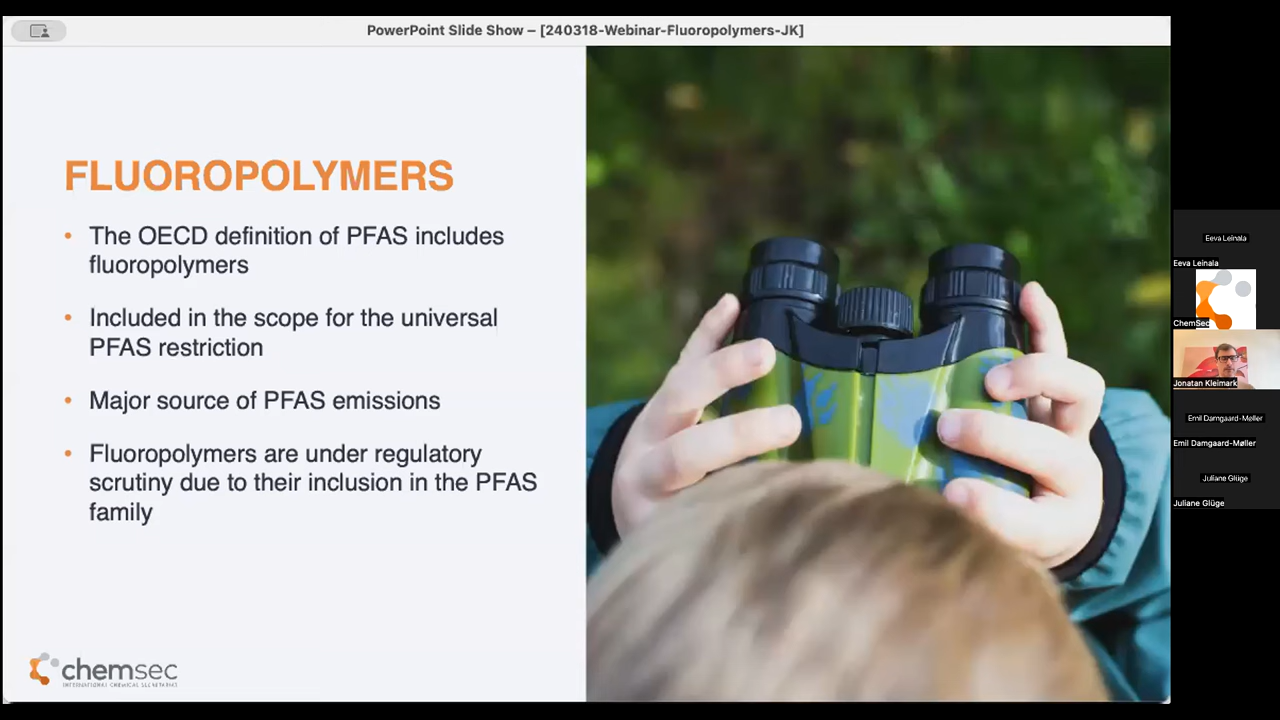 PowerPoint Slide Show – [240318-Webinar-Fluoropolymers-JK]
FLUOROPOLYMERS
• The OECD definition of PFAS includes
fluoropolymers
• Included in the scope for the universal
PFAS restriction
• Major source of PFAS emissions
• Fluoropolymers are under regulatory
scrutiny due to their inclusion in the PFAS
family
chemsec
INTERNATIONAL CHEMICAL SECRETARIAT
Eeva Leinala
Eeva Leinala
ChemSec
Jonatan Kleimark
Emil Damgaard-Møller
Emil Damgaard-Møller
Juliane Glüge
Juliane Glüge